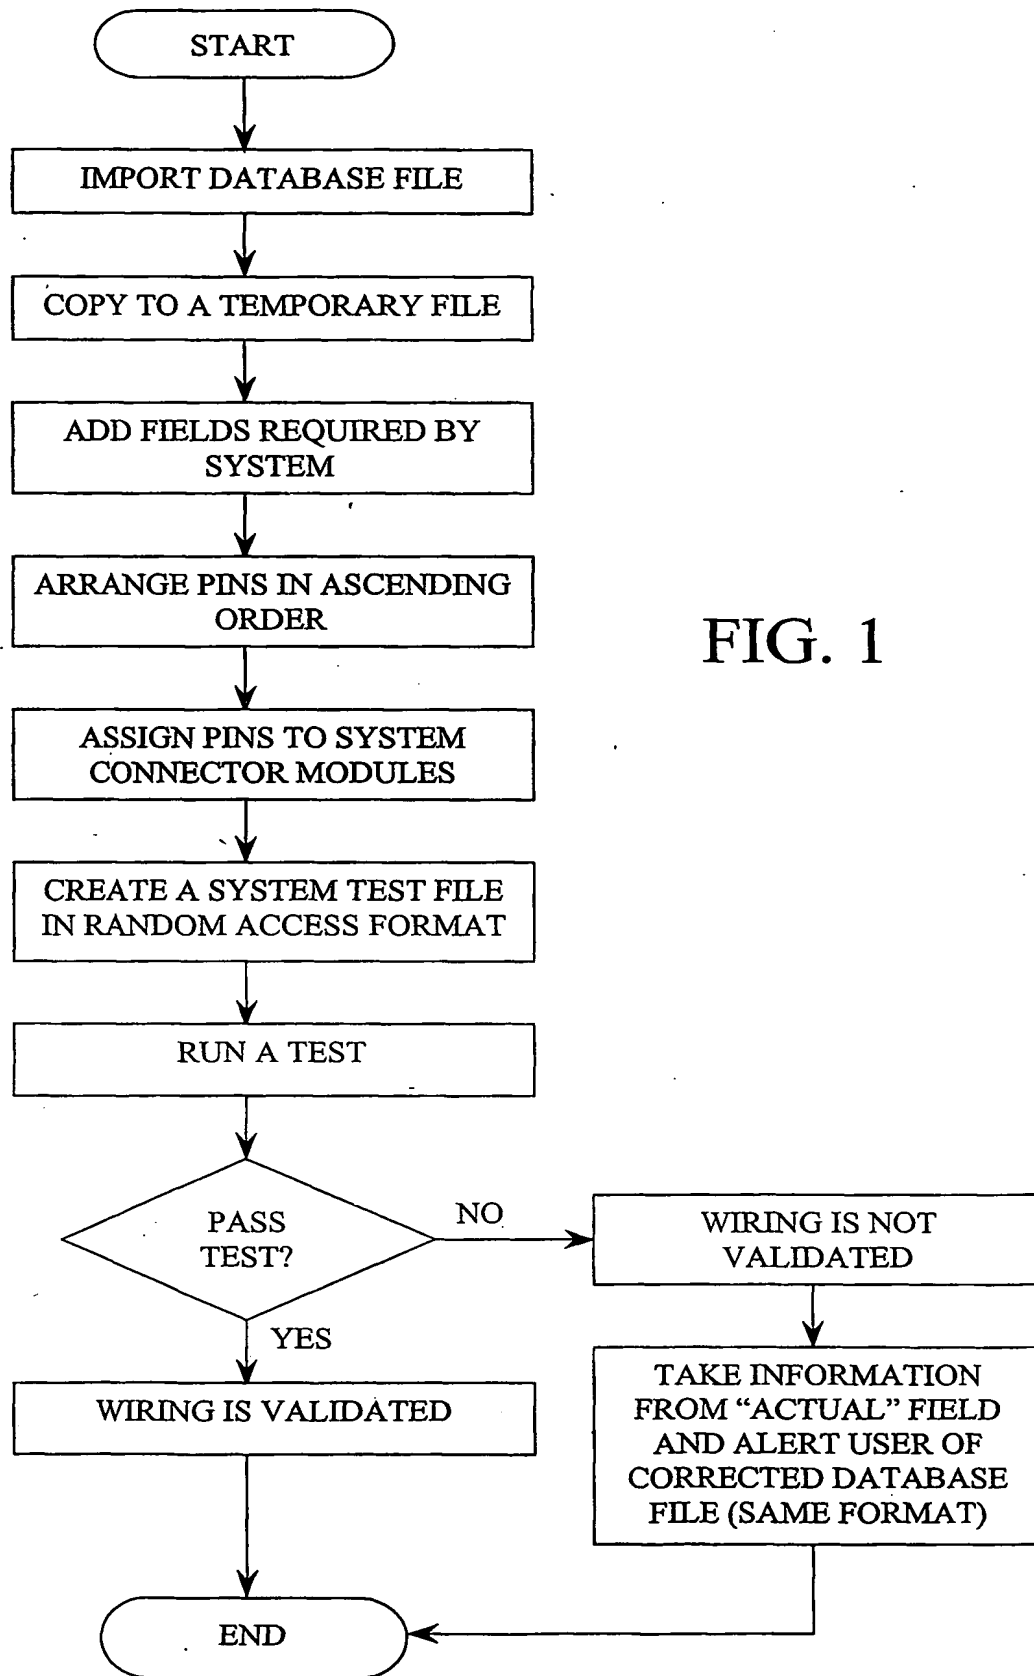 START
IMPORT DATABASE FILE
COPY TO A TEMPORARY FILE
ADD FIELDS REQUIRED BY
SYSTEM
ARRANGE PINS IN ASCENDING
ORDER
FIG. 1
ASSIGN PINS TO SYSTEM
CONNECTOR MODULES
CREATE A SYSTEM TEST FILE
IN RANDOM ACCESS FORMAT
RUN A TEST
PASS
TEST?
NO
WIRING IS NOT
VALIDATED
YES
WIRING IS VALIDATED
TAKE INFORMATION
FROM “ACTUAL” FIELD
AND ALERT USER OF
CORRECTED DATABASE
FILE (SAME FORMAT)
END